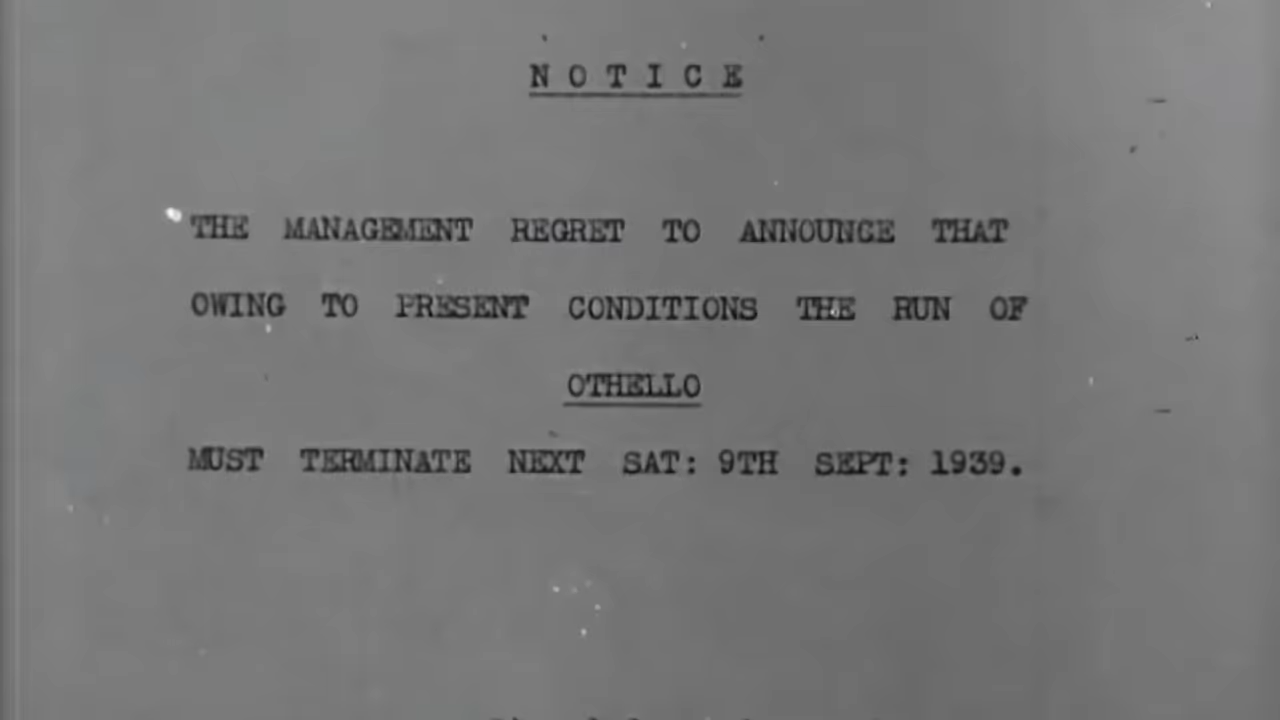 NOTICE
THE MANAGEMENT REGRET TO ANNOUNCE THAT
OWING TO PRESENT CONDITIONS THE RUN OF
OTHELLO
MUST TERMINATE NEXT SAT: 9TH SEPT: 1939.